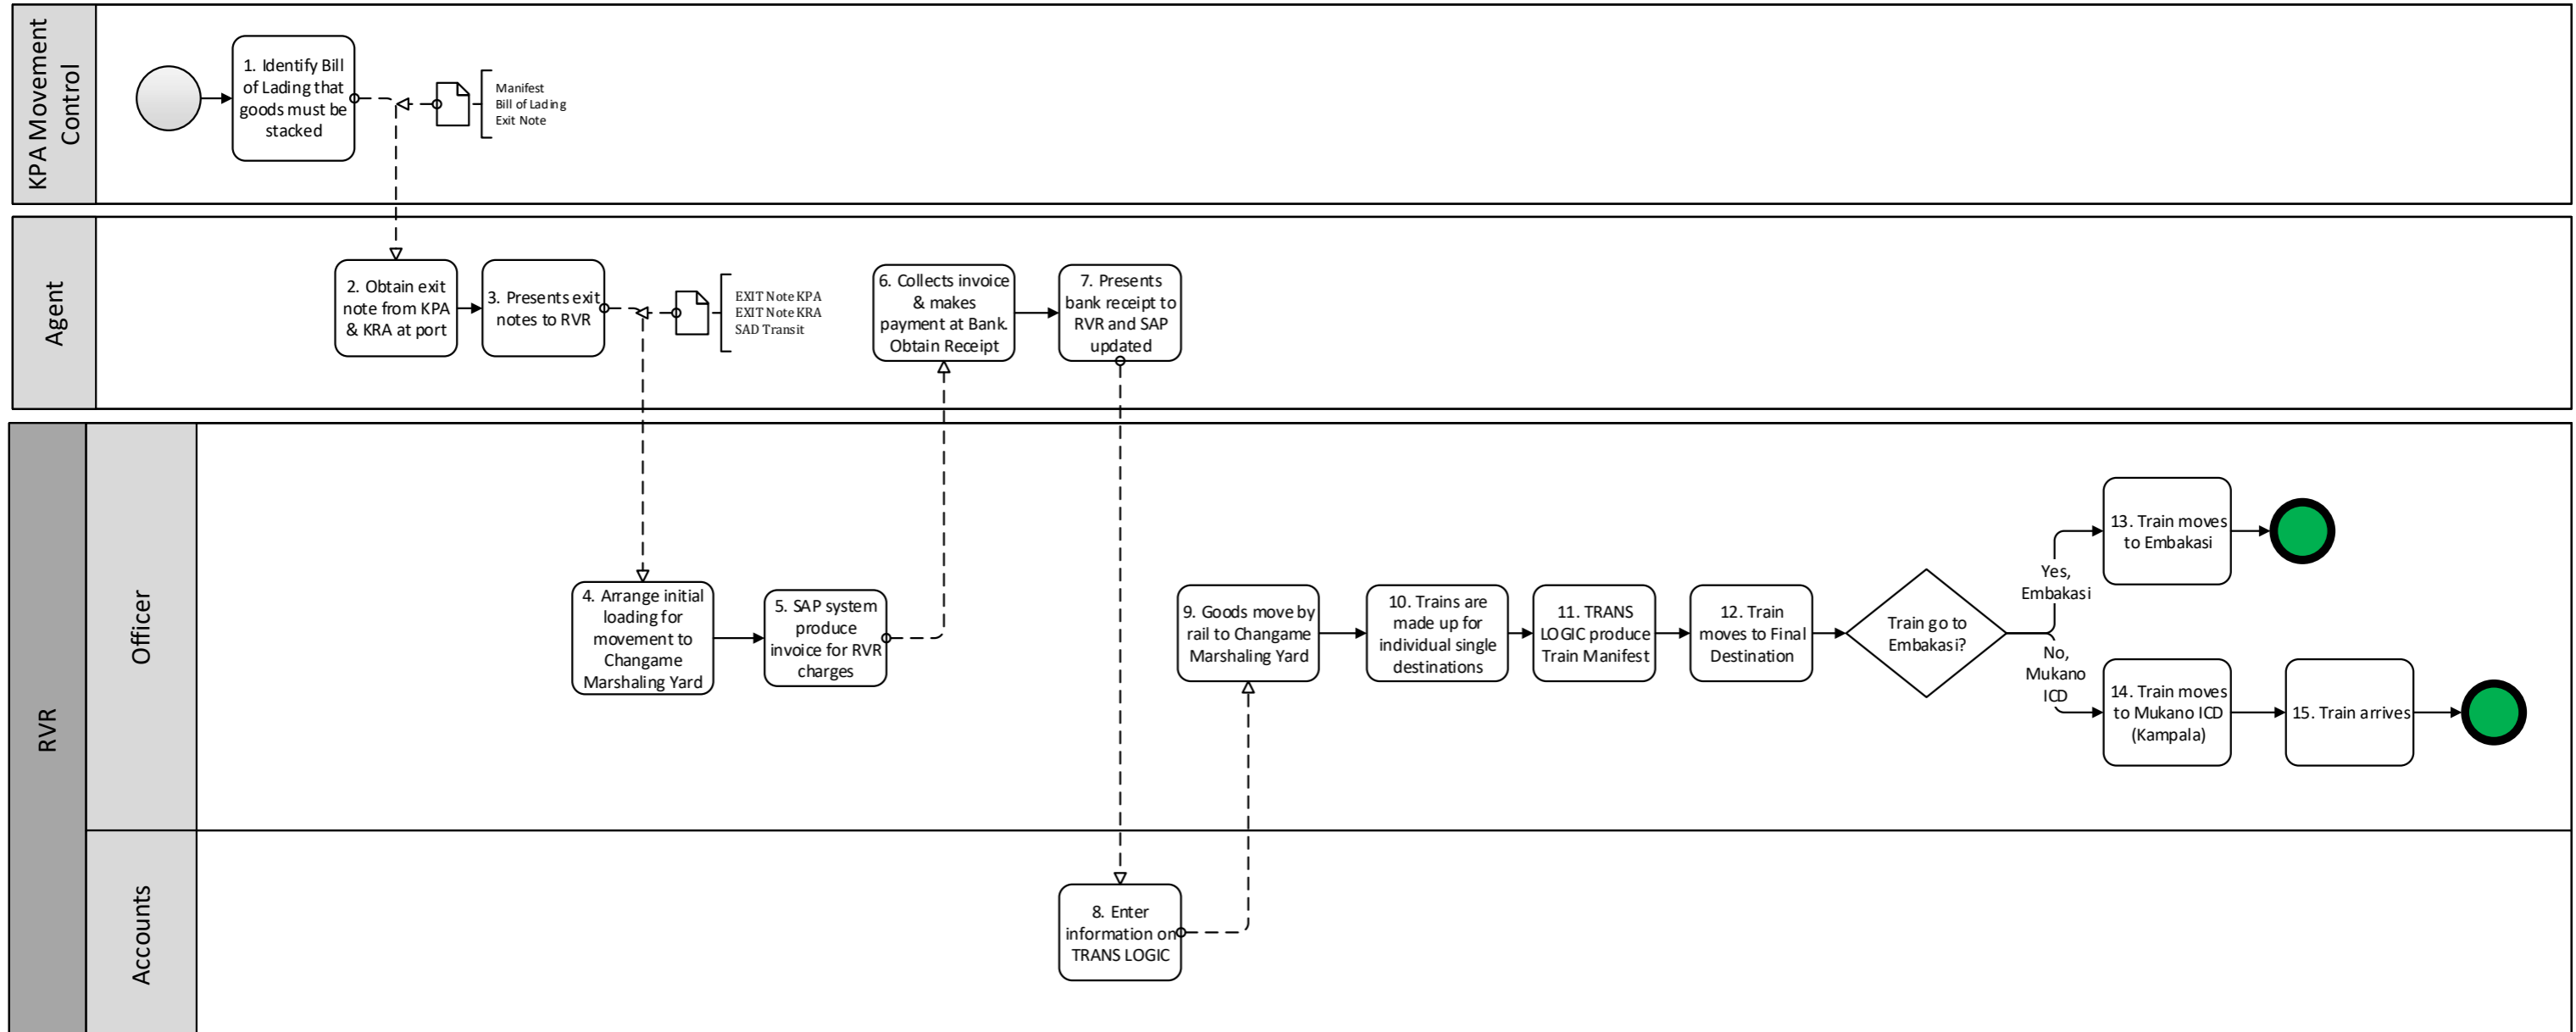 KPA Movement
Control
1. Identify Bill
of Lading that
goods must be
stacked
Manifest
Bill of Lading
Exit Note
Agent
2. Obtain exit
note from KPA
& KRA at port
3. Presents exit
notes to RVR
EXIT Note KPA
EXIT Note KRA
SAD Transit
6. Collects invoice
& makes
payment at Bank.
Obtain Receipt
7. Presents
bank receipt to
RVR and SAP
updated
RVR
Officer
4. Arrange initial
loading for
movement to
Changame
Marshaling Yard
5. SAP system
produce
invoice for RVR
charges
9. Goods move by
rail to Changame
Marshaling Yard
10. Trains are
made up for
individual single
destinations
11. TRANS
LOGIC produce
Train Manifest
12. Train
moves to Final
Destination
Train go to
Embakasi?
Yes,
Embakasi
13. Train moves
to Embakasi
No,
Mukano
ICD
14. Train moves
to Mukano ICD
(Kampala)
15. Train arrives
Accounts
8. Enter
information on
TRANS LOGIC